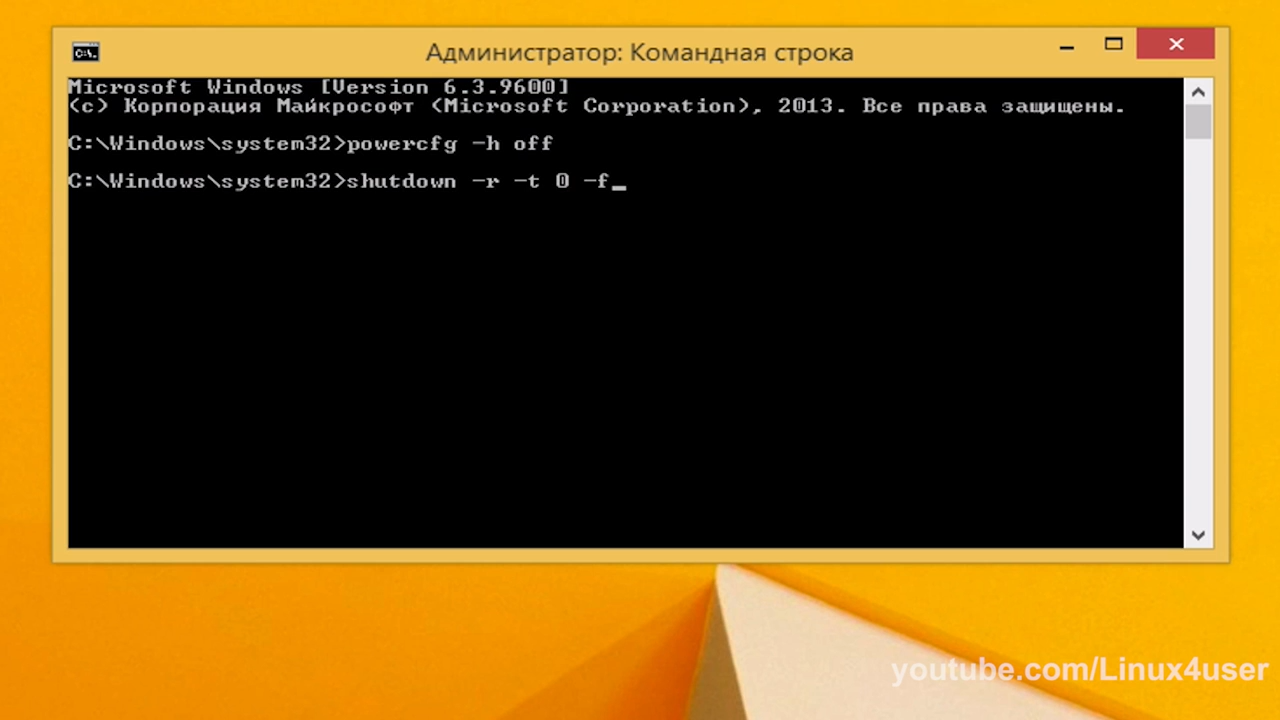 Администратор: Командная строка
Microsoft Windows [Version 6.3.9600]
(c) Корпорация Майкрософт (Microsoft Corporation), 2013. Все права защищены.
C:\Windows\system32>powercfg -h off
C:\Windows\system32>shutdown -r -t 0 -f_
youtube.com/Linux4user